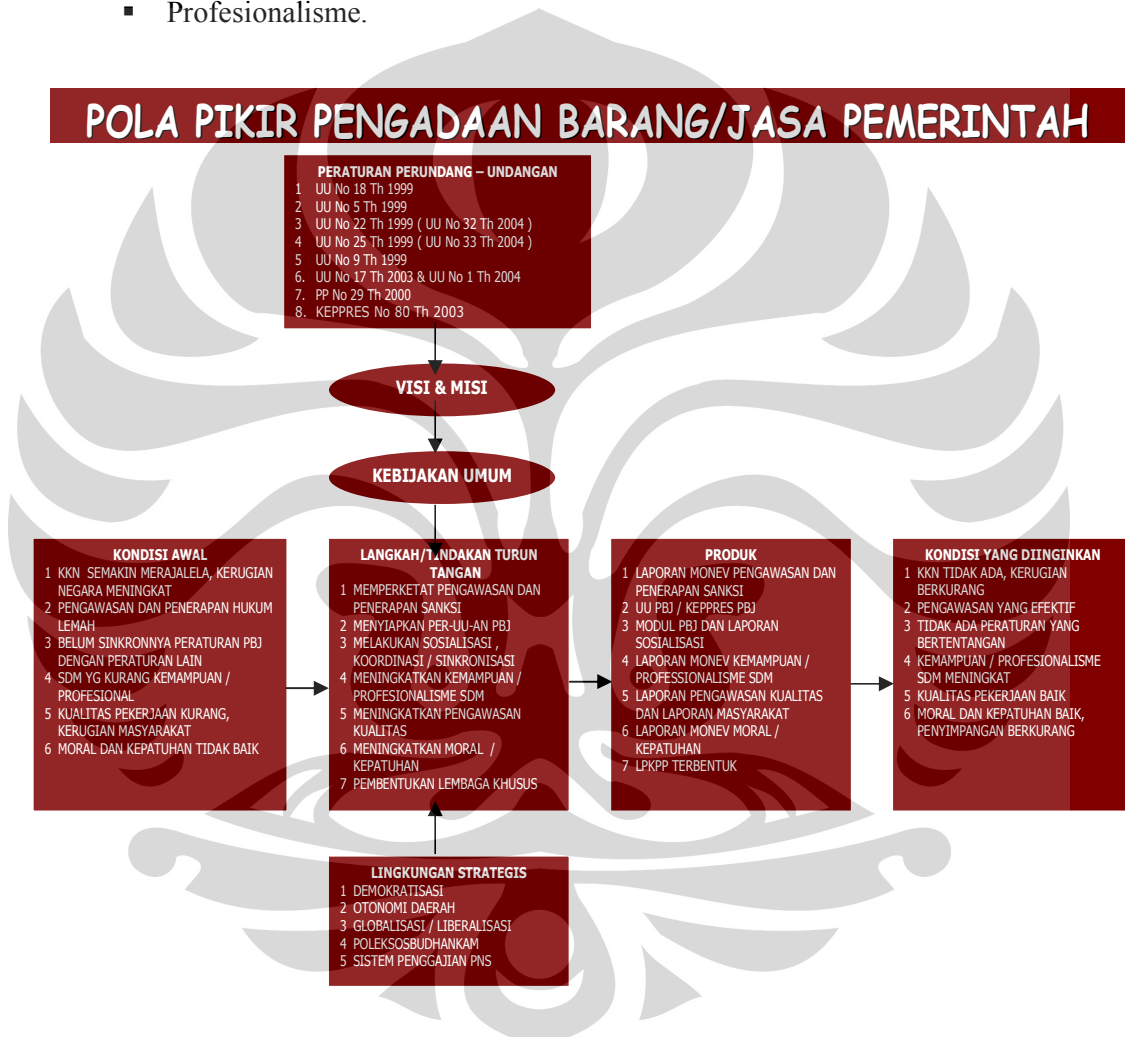 ▪ Profesionalisme.
POLA PIKIR PENGADAAN BARANG/JASA PEMERINTAH
PERATURAN PERUNDANG – UNDANGAN
1 UU No 18 Th 1999
2 UU No 5 Th 1999
3 UU No 22 Th 1999 ( UU No 32 Th 2004 )
4 UU No 25 Th 1999 ( UU No 33 Th 2004 )
5 UU No 9 Th 1999
6. UU No 17 Th 2003 & UU No 1 Th 2004
7. PP No 29 Th 2000
8. KEPPRES No 80 Th 2003
VISI & MISI
KEBIJAKAN UMUM
KONDISI AWAL
1 KKN SEMAKIN MERAJALELA, KERUGIAN
NEGARA MENINGKAT
2 PENGAWASAN DAN PENERAPAN HUKUM
LEMAH
3 BELUM SINKRONNYA PERATURAN PBJ
DENGAN PERATURAN LAIN
4 SDM YG KURANG KEMAMPUAN /
PROFESIONAL
5 KUALITAS PEKERJAAN KURANG,
KERUGIAN MASYARAKAT
6 MORAL DAN KEPATUHAN TIDAK BAIK
LANGKAH/TINDAKAN TURUN
TANGAN
1 MEMPERKETAT PENGAWASAN DAN
PENERAPAN SANKSI
2 MENYIAPKAN PER-UU-AN PBJ
3 MELAKUKAN SOSIALISASI ,
KOORDINASI / SINKRONISASI
4 MENINGKATKAN KEMAMPUAN /
PROFESIONALISME SDM
5 MENINGKATKAN PENGAWASAN
KUALITAS
6 MENINGKATKAN MORAL /
KEPATUHAN
7 PEMBENTUKAN LEMBAGA KHUSUS
PRODUK
1 LAPORAN MONEV PENGAWASAN DAN
PENERAPAN SANKSI
2 UU PBJ / KEPPRES PBJ
3 MODUL PBJ DAN LAPORAN
SOSIALISASI
4 LAPORAN MONEV KEMAMPUAN /
PROFESSIONALISME SDM
5 LAPORAN PENGAWASAN KUALITAS
DAN LAPORAN MASYARAKAT
6 LAPORAN MONEV MORAL /
KEPATUHAN
7 LPKPP TERBENTUK
KONDISI YANG DIINGINKAN
1 KKN TIDAK ADA, KERUGIAN
BERKURANG
2 PENGAWASAN YANG EFEKTIF
3 TIDAK ADA PERATURAN YANG
BERTENTANGAN
4 KEMAMPUAN / PROFESIONALISME
SDM MENINGKAT
5 KUALITAS PEKERJAAN BAIK
6 MORAL DAN KEPATUHAN BAIK,
PENYIMPANGAN BERKURANG
LINGKUNGAN STRATEGIS
1 DEMOKRATISASI
2 OTONOMI DAERAH
3 GLOBALISASI / LIBERALISASI
4 POLEKSOSBUDHANKAM
5 SISTEM PENGGAJIAN PNS